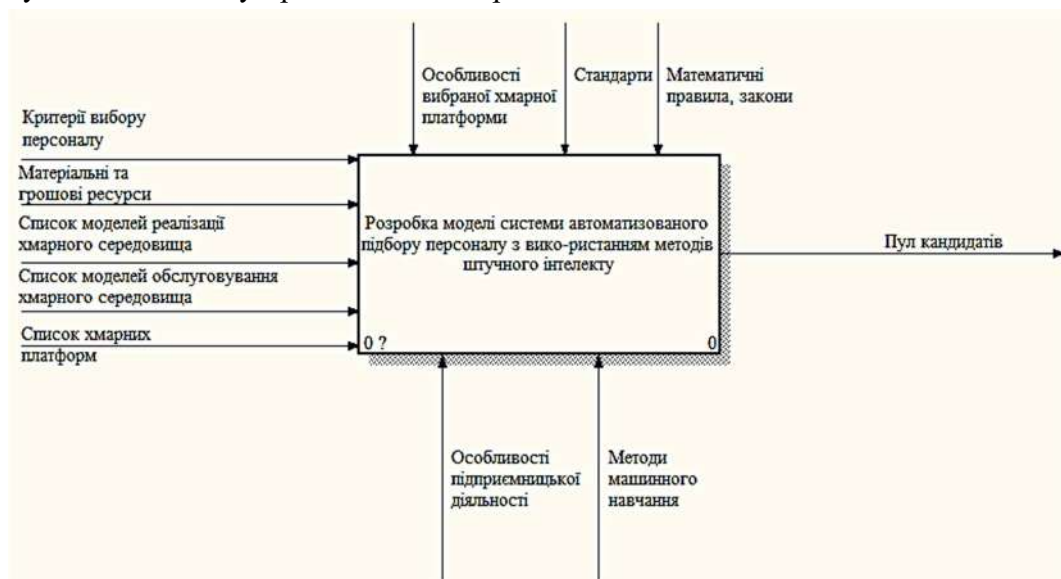 Особливості
вибраної хмарної
платформи
Стандарти
Математичні
правила, закони
Критерії вибору
персоналу
Матеріальні та
грошові ресурси
Список моделей реалізації
хмарного середовища
Список моделей обслуговування
хмарного середовища
Список хмарних
платформ
Розробка моделі системи автоматизованого
підбору персоналу з вико-ристанням методів
штучного інтелекту
0 ?
0
Пул кандидатів
Особливості
підприємницької
діяльності
Методи
машинного
навчання